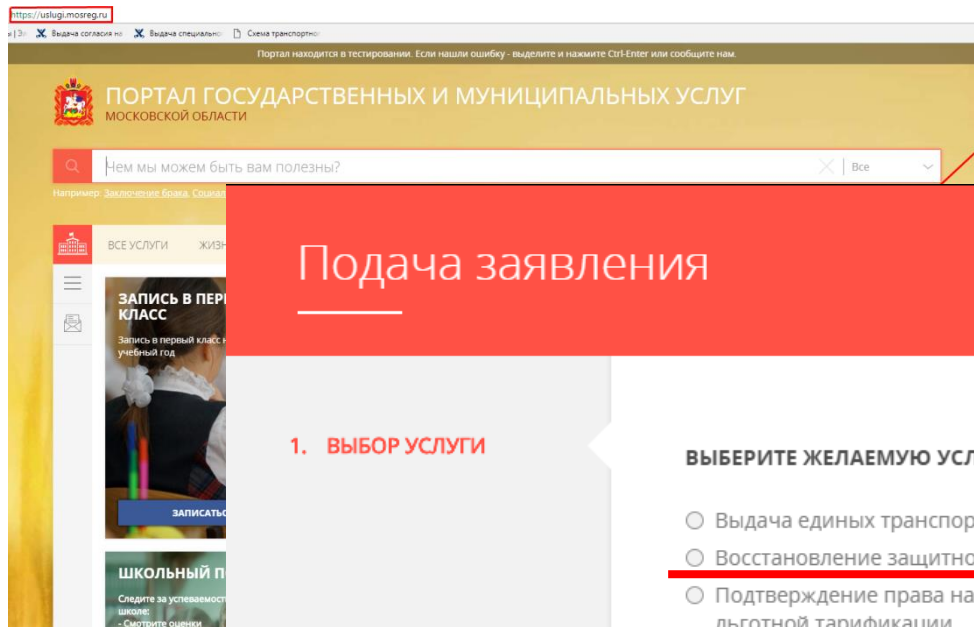 https://uslugi.mosreg.ru
Выдача согласия на
Выдача специально
Схема транспортно
Портал находится в тестировании. Если нашли ошибку - выделите и нажмите Ctrl-Enter или сообщите нам.
ПОРТАЛ ГОСУДАРСТВЕННЫХ И МУНИЦИПАЛЬНЫХ УСЛУГ
МОСКОВСКОЙ ОБЛАСТИ
Чем мы можем быть вам полезны?
Все
Например: Заключение брака, Социал
ВСЕ УСЛУГИ ЖИЗН
ЗАПИСЬ В ПЕР
КЛАСС
Запись в первый класс н
учебный год
ЗАПИСАТЬС
ШКОЛЬНЫЙ П
Следите за успеваемост
школе:
- Смотрите оценки
Подача заявления
1. ВЫБОР УСЛУГИ
ВЫБЕРИТЕ ЖЕЛАЕМУЮ УСЛ
Выдача единых транспор
Восстановление защитно
Подтверждение права на
льготной тарификации